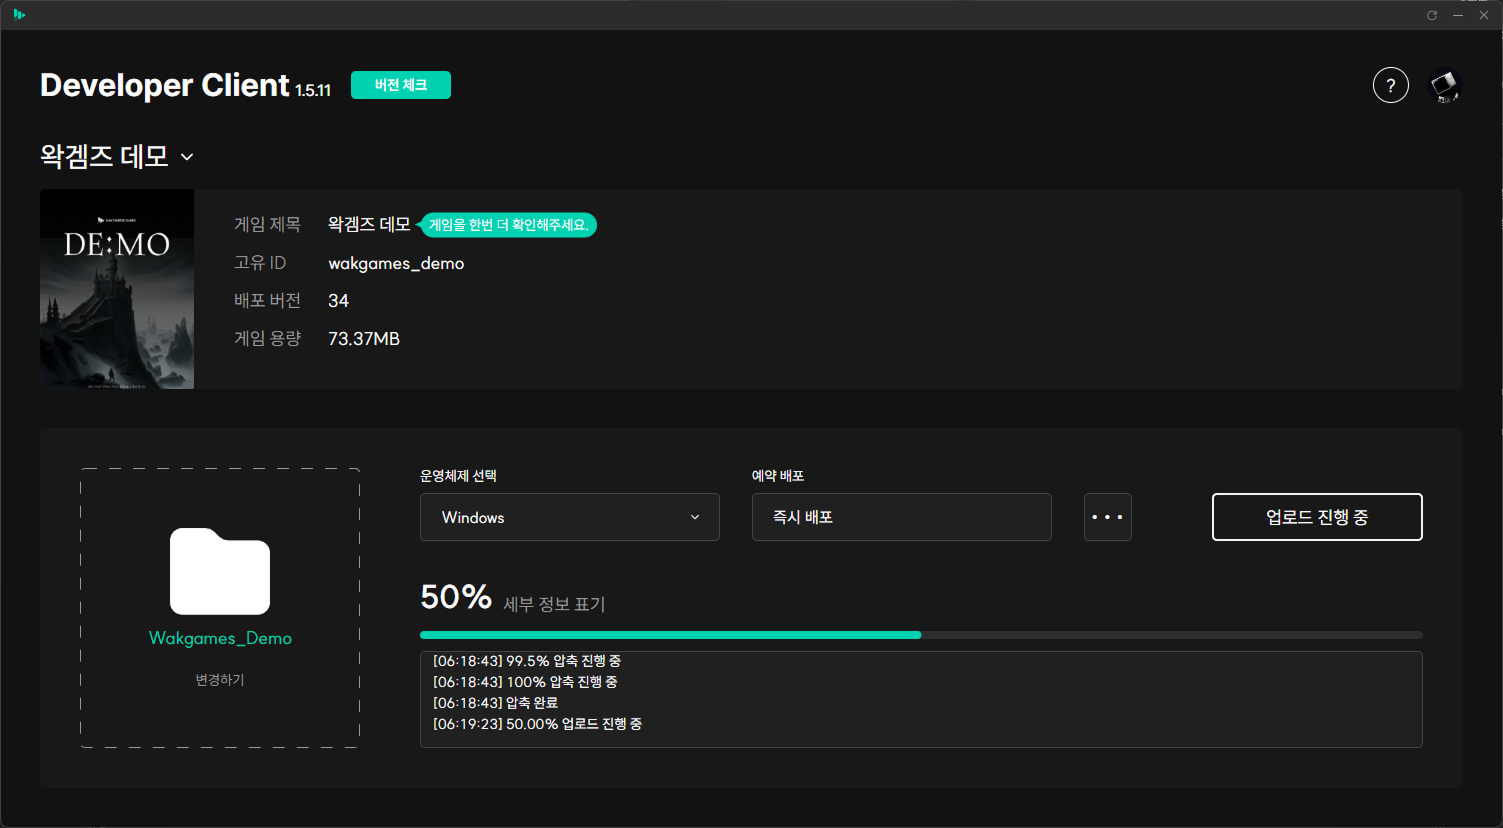 Developer Client 1.5.11 버전 체크
?
왁겜즈 데모
WAKTAVERSE GAMES
DE:MO
게임 제목 왁겜즈 데모 게임을 한번 더 확인해주세요.
고유 ID wakgames_demo
배포 버전 34
게임 용량 73.37MB
Wakgames_Demo
변경하기
운영체제 선택 예약 배포
Windows 즉시 배포 업로드 진행 중
50% 세부 정보 표기
[06:18:43] 99.5% 압축 진행 중
[06:18:43] 100% 압축 진행 중
[06:18:43] 압축 완료
[06:19:23] 50.00% 업로드 진행 중